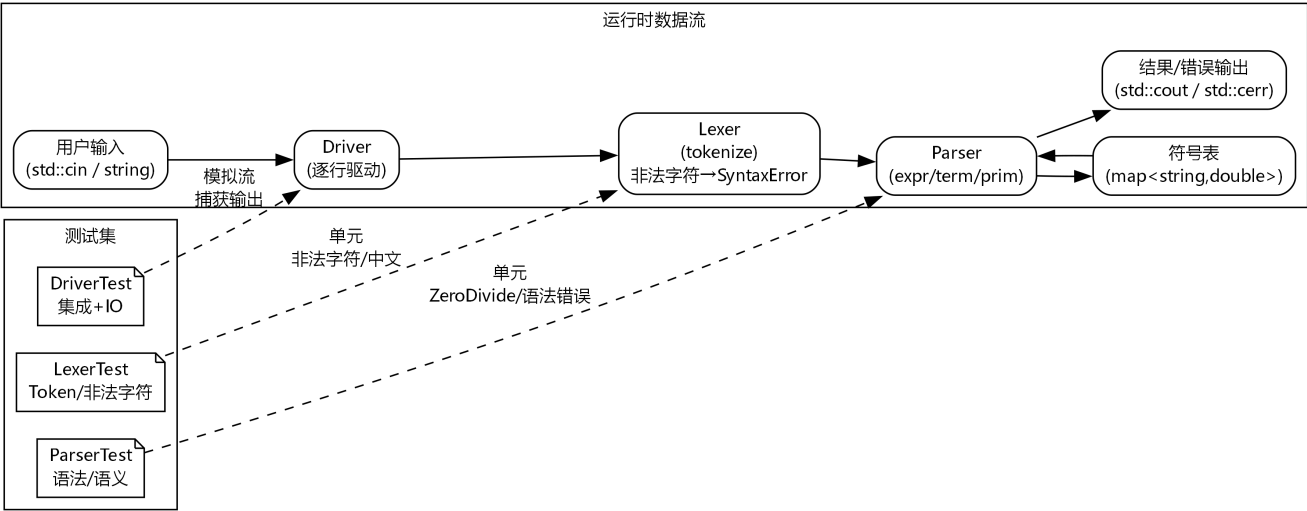 运行时数据流
用户输入
(std::cin / string)
Driver
(逐行驱动)
Lexer
(tokenize)
非法字符→SyntaxError
Parser
(expr/term/prim)
结果/错误输出
(std::cout / std::cerr)
符号表
(map<string,double>)
模拟流
捕获输出
单元
非法字符/中文
单元
ZeroDivide/语法错误
测试集
DriverTest
集成+IO
LexerTest
Token/非法字符
ParserTest
语法/语义